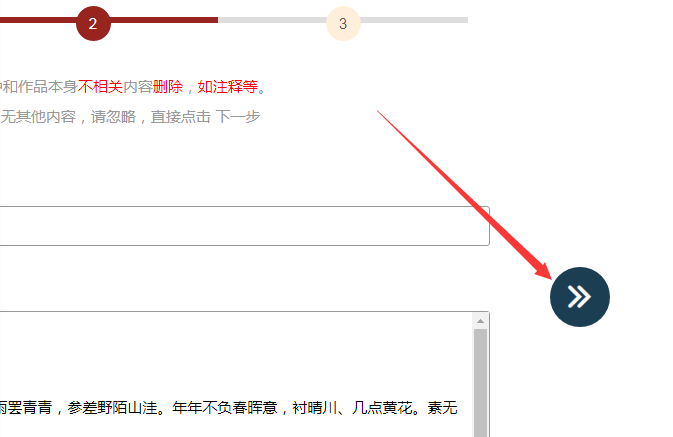 2
3
和作品本身不相关内容删除，如注释等。
无其他内容，请忽略，直接点击 下一步
雨罢青青，参差野陌山洼。年年不负春晖意，衬晴川、几点黄花。素无